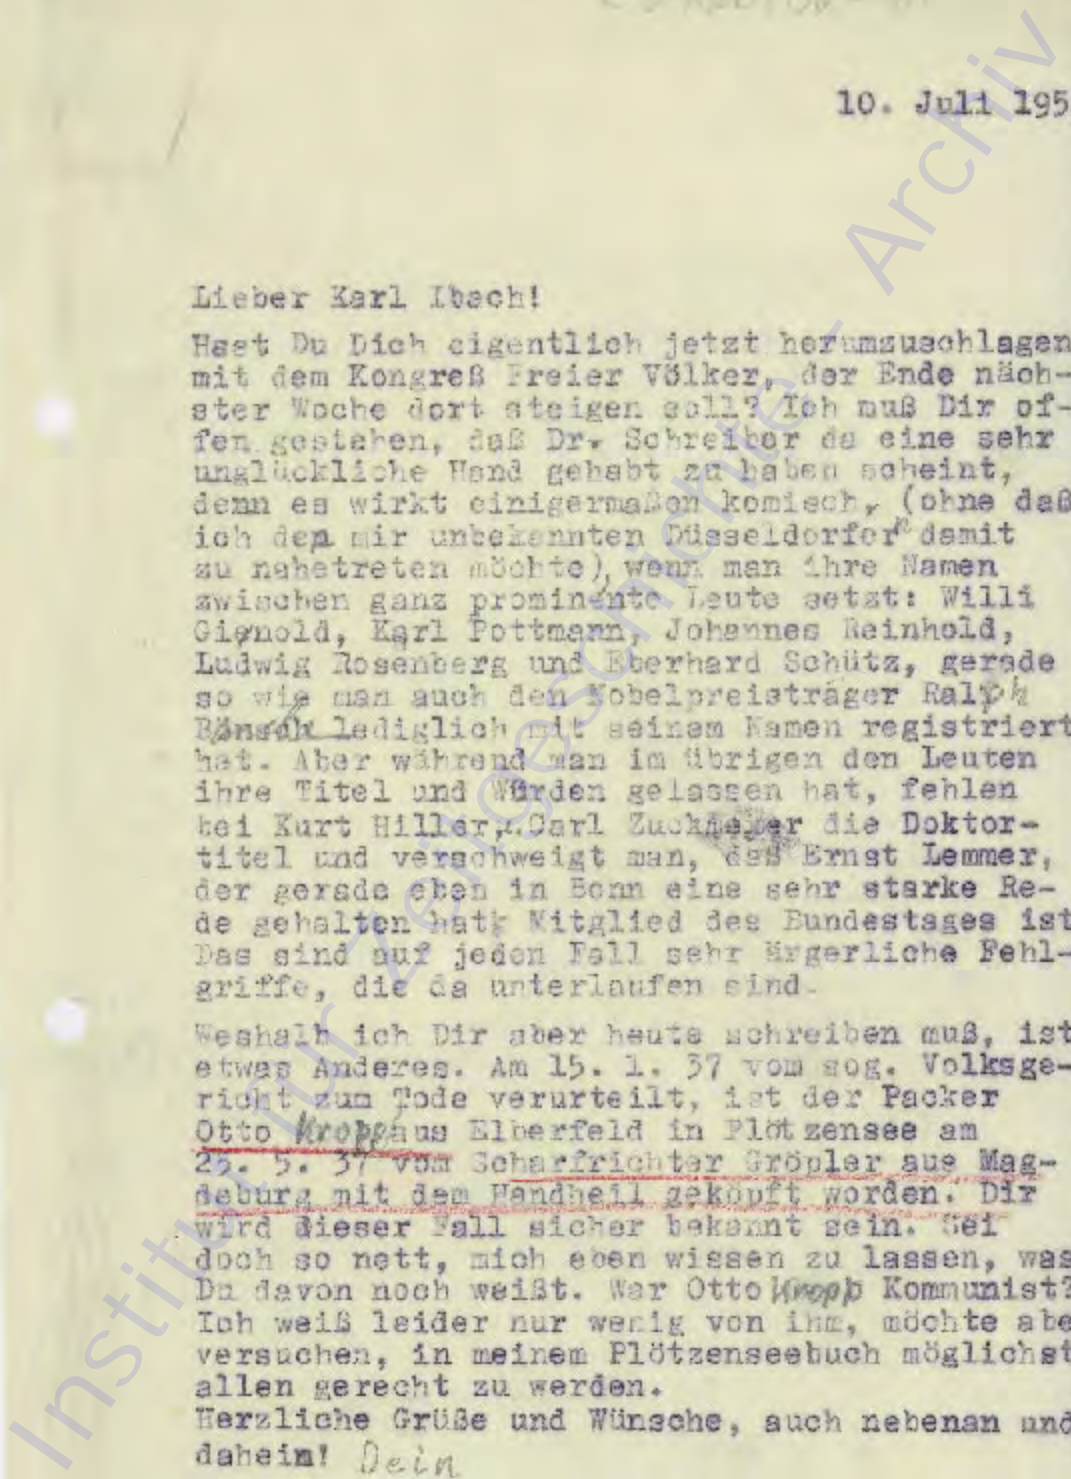 10. Juli 195
Lieber Karl Ibach!
Hast Du Dich eigentlich jetzt herumzuschlagen
mit dem Kongreß Freier Völker, der Ende näch-
ster Woche dort steigen soll? Ich muß Dir of-
fen gestehen, daß Dr. Schreiber da eine sehr
unglückliche Hand gehabt zu haben scheint,
denn es wirkt einigermaßen komisch, (ohne daß
ich den mir unbekannten Düsseldorfern damit
zu nahetreten möchte), wenn man ihre Namen
zwischen ganz prominente Leute setzt: Willi
Karl Pottmann, Johannes Reinhold,
Ludwig Rosenberg und Eberhard Schütz, gerade
so wie man auch den Nobelpreisträger Ralph
lediglich mit seinem Namen registriert
hat. Aber während man im übrigen den Leuten
ihre Titel und Würden gelassen hat, fehlen
bei Kurt Hiller, Carl Zuckmayer die Doktor-
titel und verschweigt man, daß Ernst Lemmer,
der gerade eben in Bonn eine sehr starke Re-
de gehalten hat, Mitglied des Bundestages ist
Das sind auf jeden Fall sehr ärgerliche Fehl-
griffe, die da unterlaufen sind.
Weshalb ich Dir aber heute schreiben muß, ist
etwas Anderes. Am 15. 1. 37 vom sog. Volksge-
richt zum Tode verurteilt, ist der Packer
Otto Kropp aus Elberfeld in Plötzensee am
25. 5. 37 vom Scharfrichter Gröpler aus Mag-
deburg mit dem Handbeil geköpft worden. Dir
wird dieser Fall sicher bekannt sein. Sei
doch so nett, mich eben wissen zu lassen, was
Du davon noch weißt. War Otto Kropp Kommunist?
Ich weiß leider nur wenig von ihm, möchte abe
versuchen, in meinem Plötzenseebuch möglichst
allen gerecht zu werden.
Herzliche Grüße und Wünsche, auch nebenan und
daheim! Dein
Institut für Zeitgeschichte - Archiv